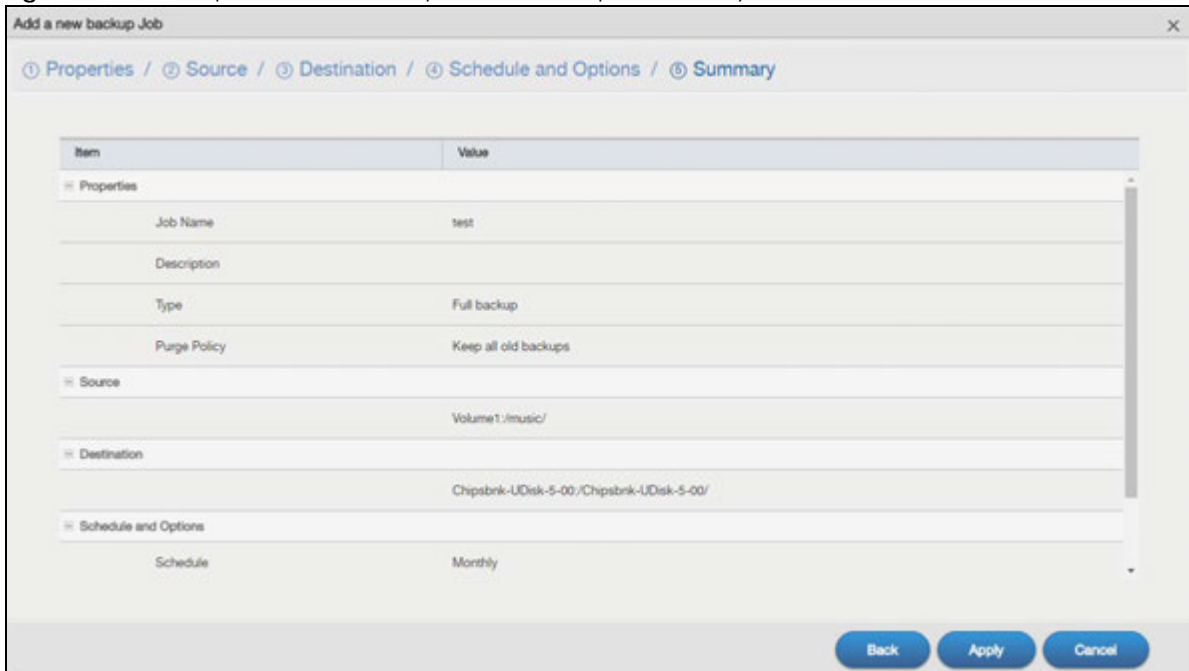 Add a new backup Job
① Properties / ② Source / ③ Destination / ④ Schedule and Options / ⑤ Summary
Item Value
Properties
Job Name test
Description
Type Full backup
Purge Policy Keep all old backups
Source
Volume1:/music/
Destination
Chipsbnk-UDisk-5-00:/Chipsbnk-UDisk-5-00/
Schedule and Options
Schedule Monthly
Back Apply Cancel